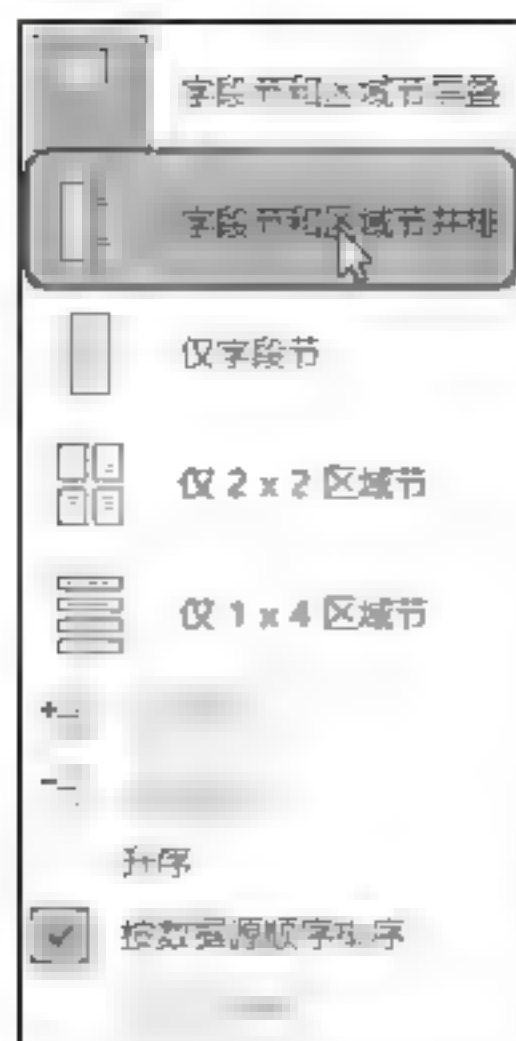 字段节和区域节层叠
字段节和区域节并排
仅字段节
仅 2 x 2 区域节
仅 1 x 4 区域节
升序
按数据源顺序排序